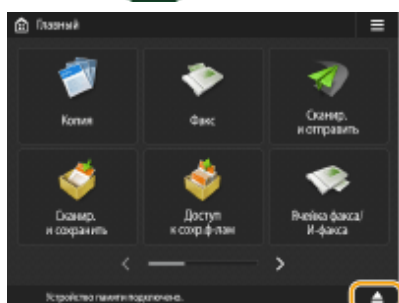 Главный
Копия
Факс
Сканир.
и отправить
Сканир.
и сохранить
Доступ
к сохр.ф-лам
Ячейка факса/
И-факса
Устройство памяти подключено.